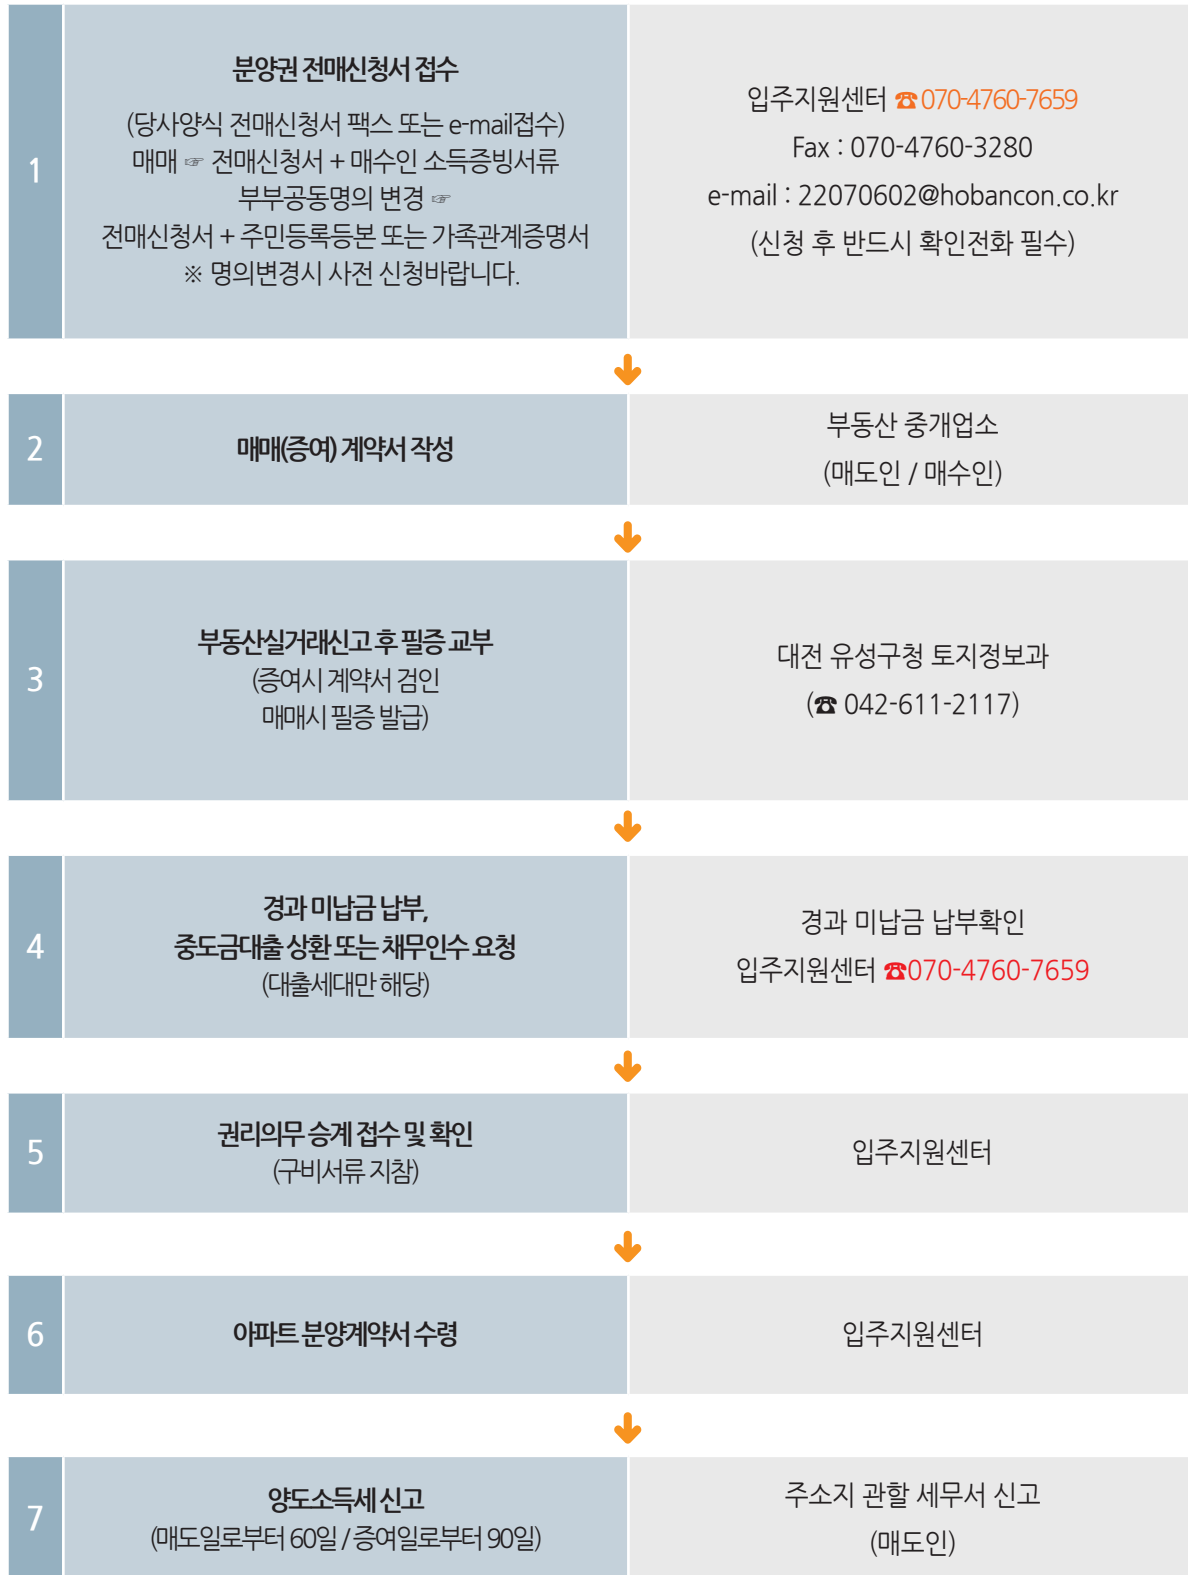 1
분양권 전매신청서 접수
(당사양식 전매신청서 팩스 또는 e-mail접수)
매매 ☞ 전매신청서 + 매수인 소득증빙서류
부부공동명의 변경 ☞
전매신청서 + 주민등록등본 또는 가족관계증명서
※ 명의변경시 사전 신청바랍니다.
입주지원센터 ☎070-4760-7659
Fax : 070-4760-3280
e-mail : 22070602@hobancon.co.kr
(신청 후 반드시 확인전화 필수)
2
매매(증여) 계약서 작성
부동산 중개업소
(매도인 / 매수인)
3
부동산실거래신고 후 필증 교부
(증여시 계약서 검인
매매시 필증 발급)
대전 유성구청 토지정보과
(☎ 042-611-2117)
4
경과 미납금 납부,
중도금대출 상환 또는 채무인수 요청
(대출세대만 해당)
경과 미납금 납부확인
입주지원센터 ☎070-4760-7659
5
권리의무 승계 접수 및 확인
(구비서류 지참)
입주지원센터
6
아파트 분양계약서 수령
입주지원센터
7
양도소득세 신고
(매도일로부터 60일 / 증여일로부터 90일)
주소지 관할 세무서 신고
(매도인)